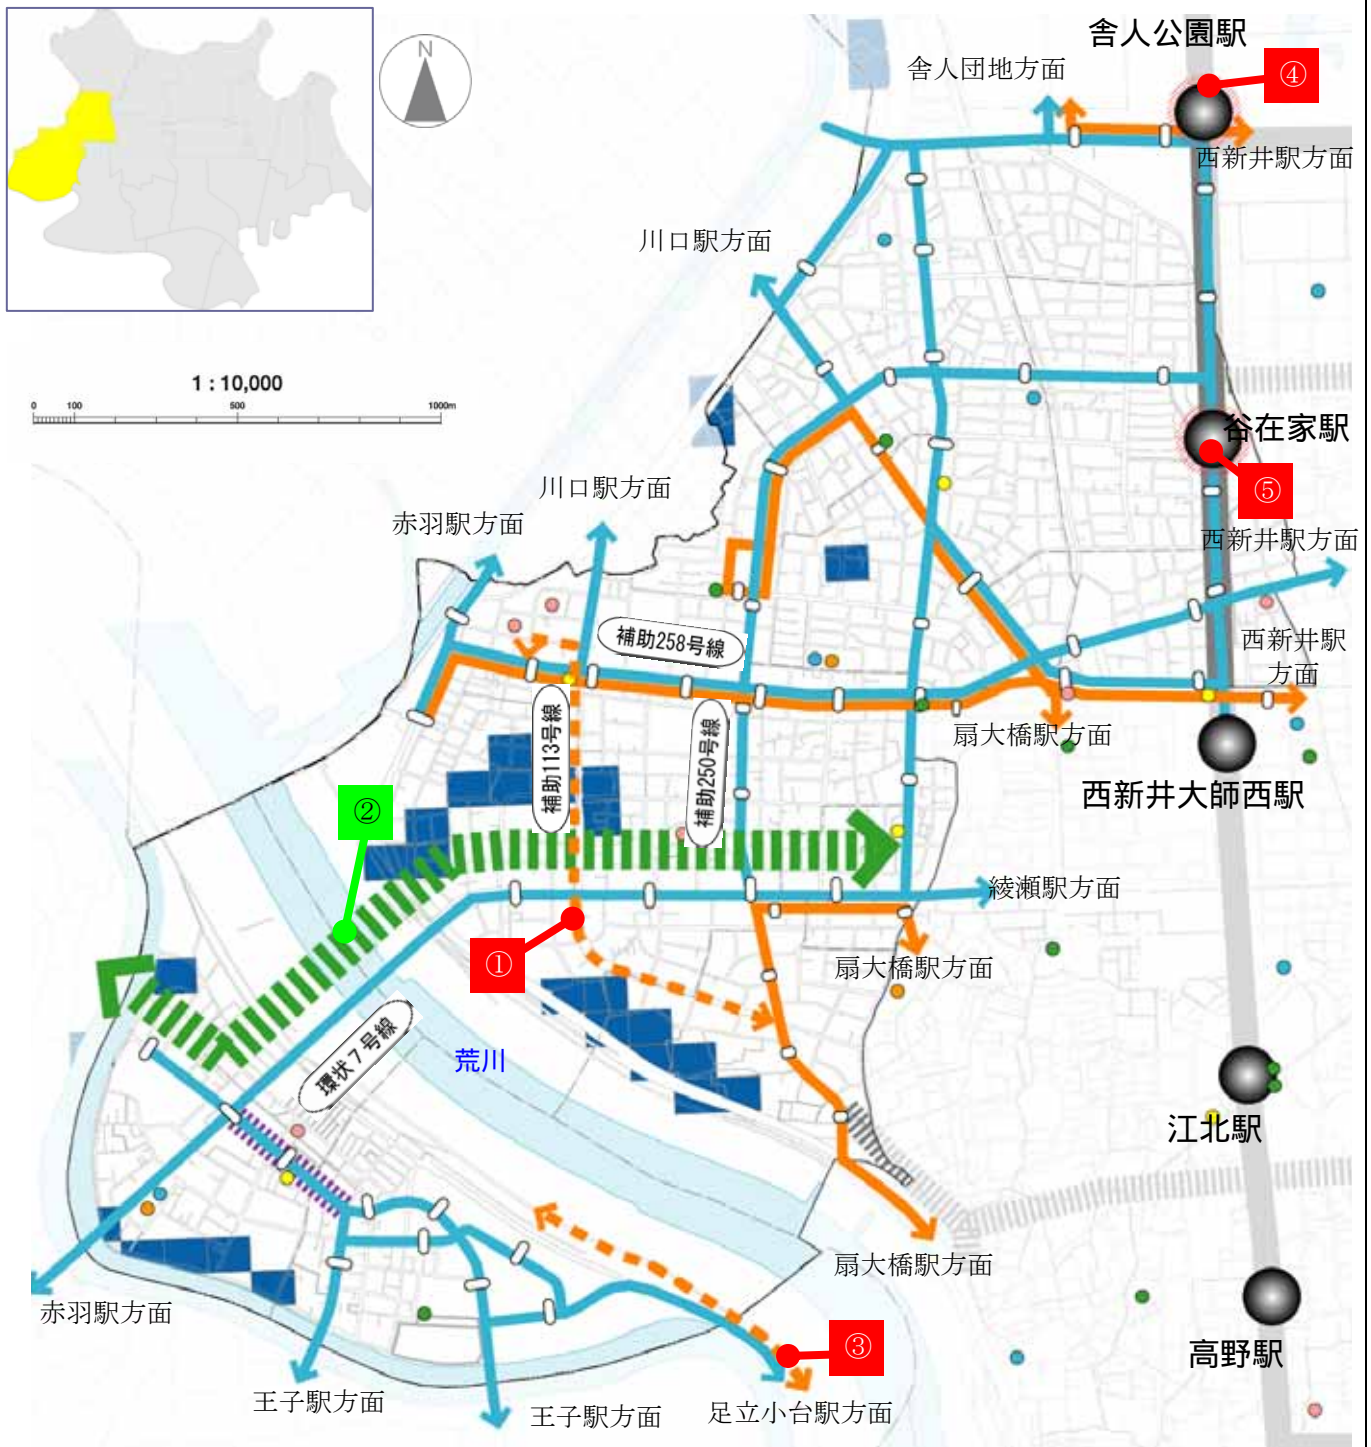 N
舎人公園駅
④
舎人団地方面
西新井駅方面
川口駅方面
1 : 10,000
0 100 500 1000m
谷在家駅
⑤
川口駅方面
赤羽駅方面
西新井駅方面
補助258号線
西新井駅
方面
補助113号線
補助250号線
扇大橋駅方面
西新井大師西駅
②
綾瀬駅方面
①
扇大橋駅方面
環状7号線
荒川
江北駅
扇大橋駅方面
赤羽駅方面
③
高野駅
王子駅方面
王子駅方面
足立小台駅方面